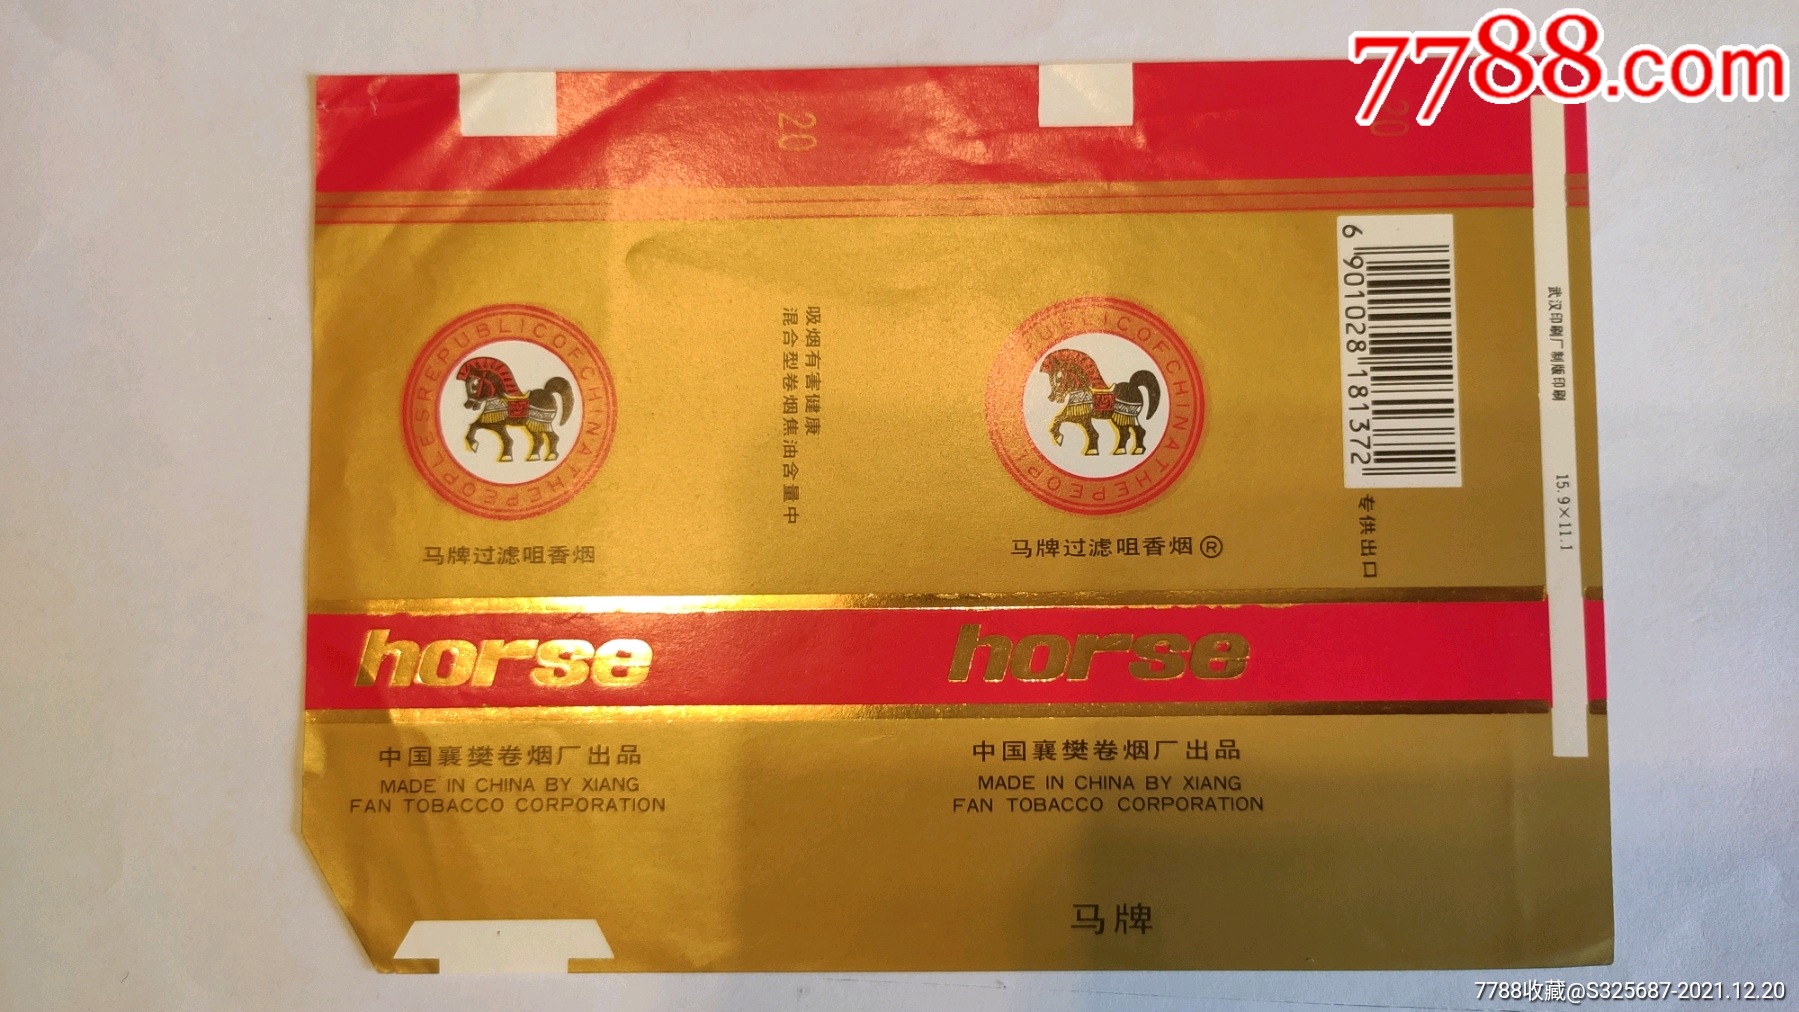 7788.com
20
20
PEOPLESREPUBLICOFCHINATHE
PUBLICOFCHINATHEPEOPL
吸烟有害健康
混合型卷烟焦油含量中
6 901028 181372
专供出口
武汉印刷厂制版印刷
15.9×11.1
马牌过滤咀香烟
马牌过滤咀香烟®
horse
horse
中国襄樊卷烟厂出品
MADE IN CHINA BY XIANG
FAN TOBACCO CORPORATION
中国襄樊卷烟厂出品
MADE IN CHINA BY XIANG
FAN TOBACCO CORPORATION
马牌
7788收藏@S325687-2021.12.20